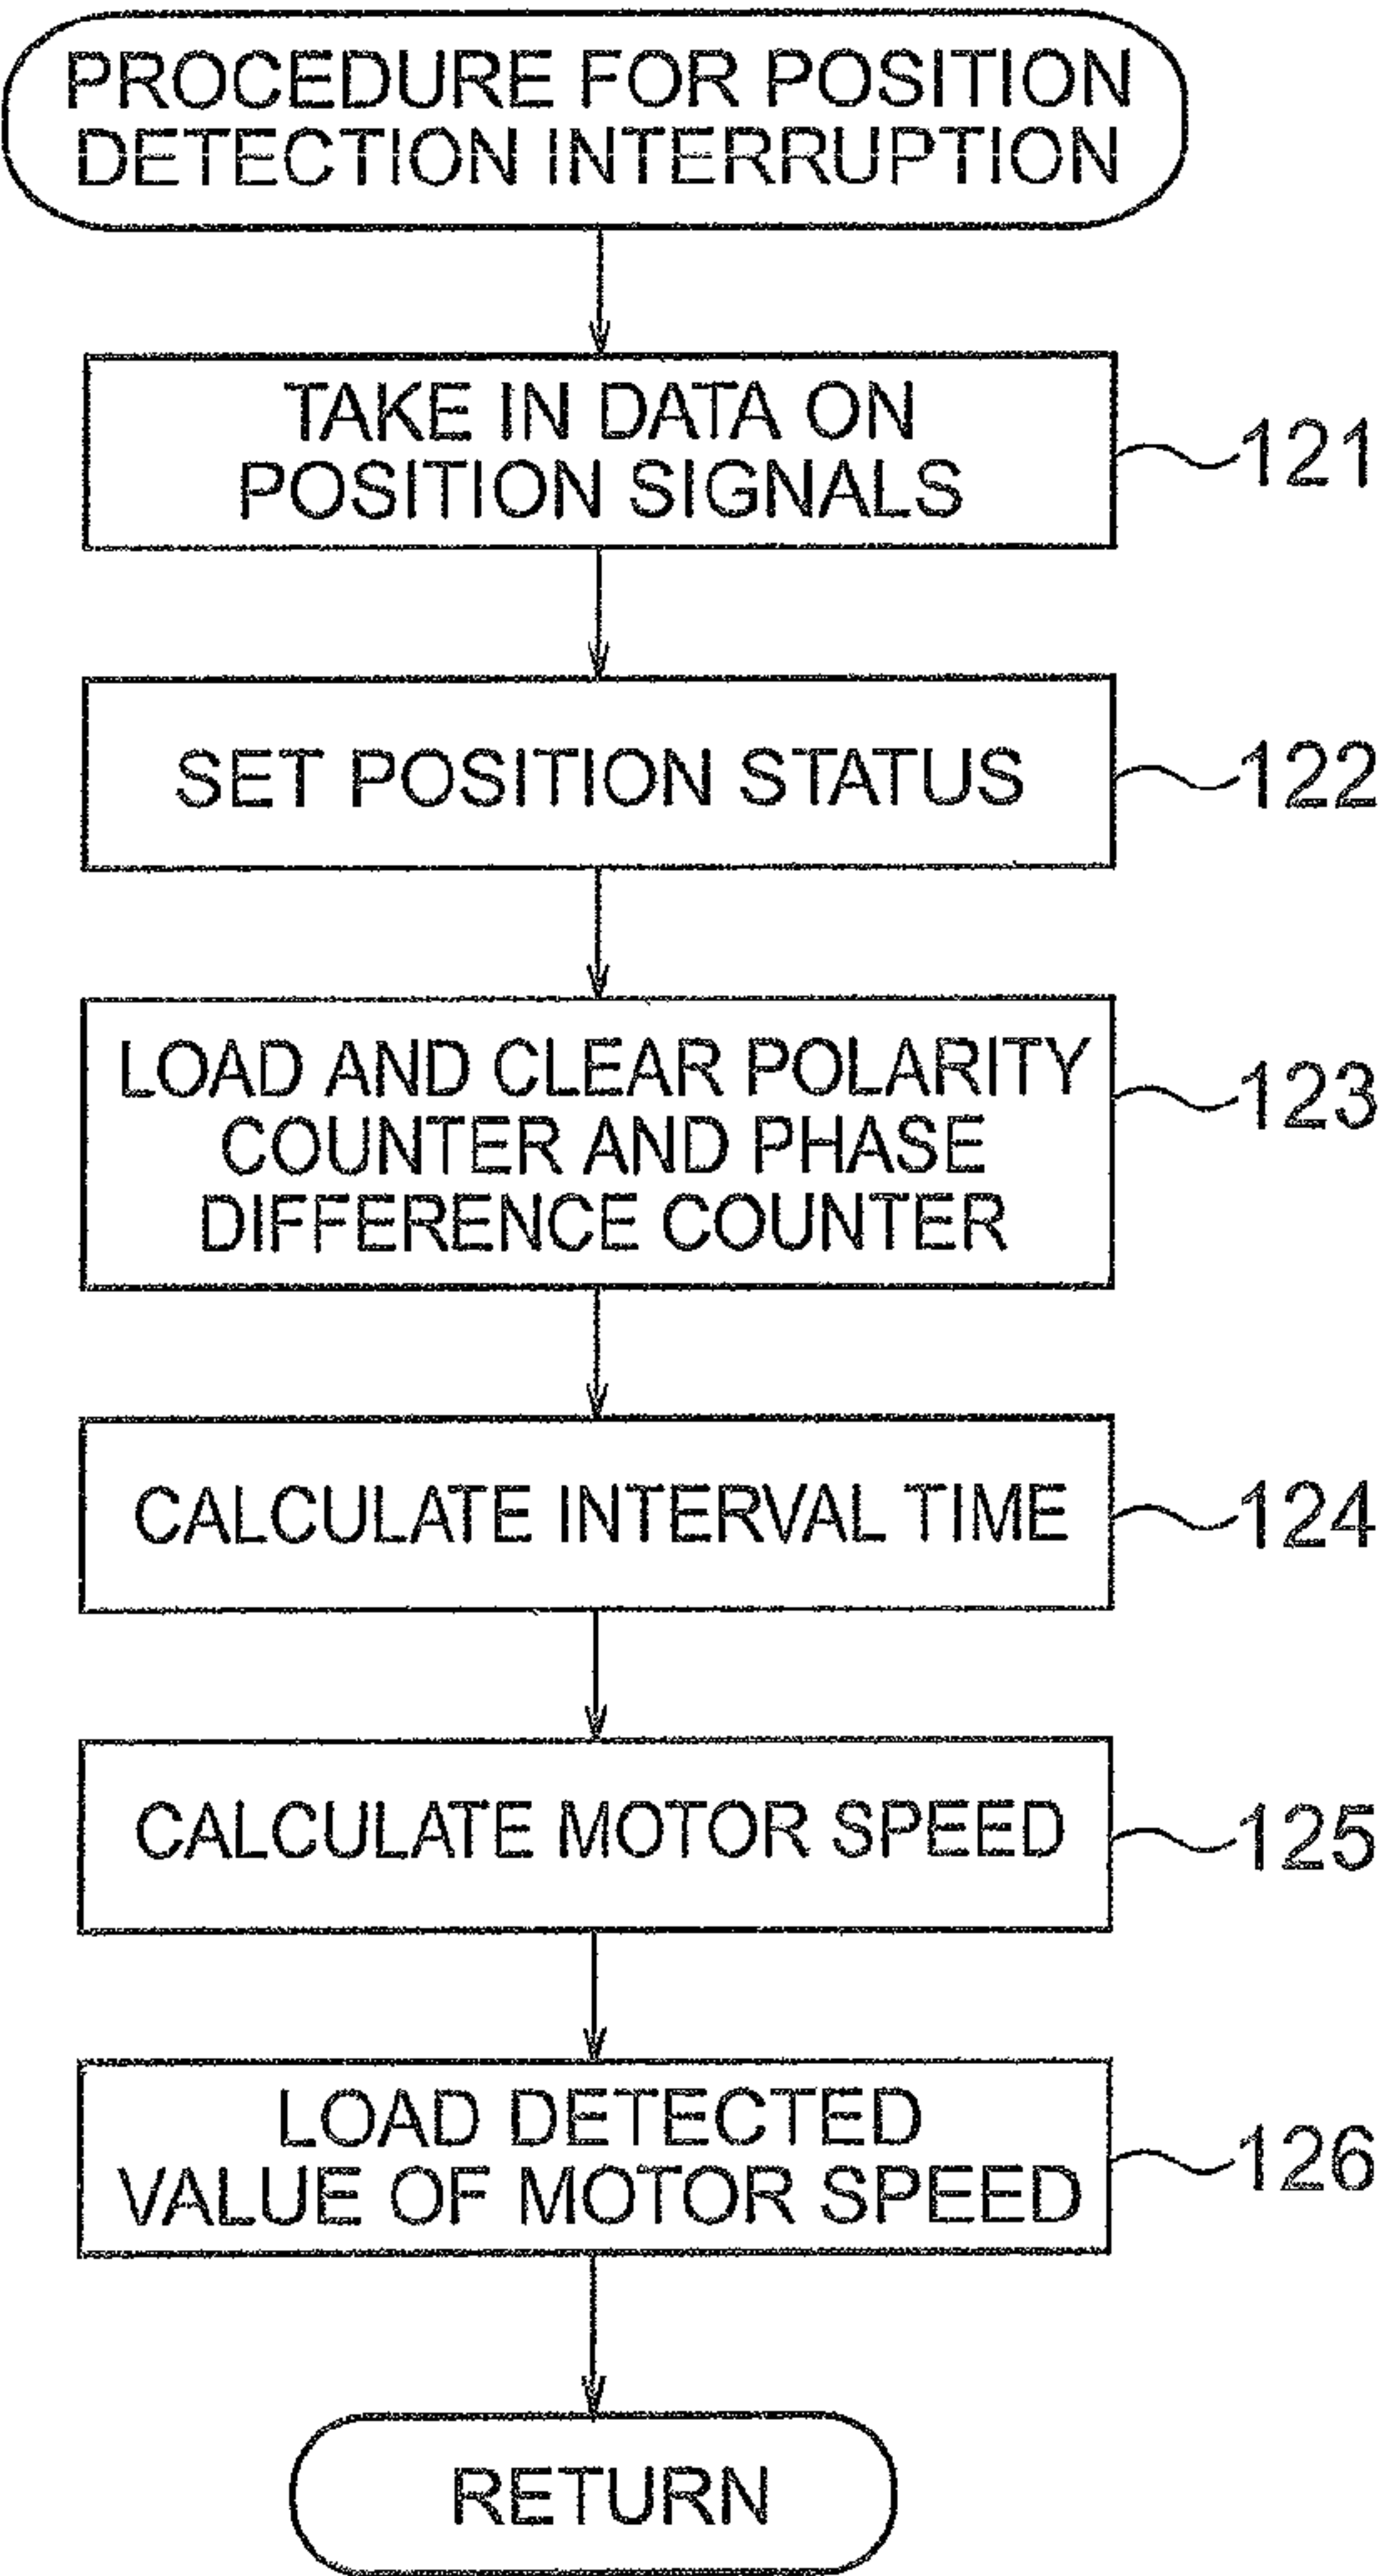 PROCEDURE FOR POSITION
DETECTION INTERRUPTION
TAKE IN DATA ON
POSITION SIGNALS
121
SET POSITION STATUS
122
LOAD AND CLEAR POLARITY
COUNTER AND PHASE
DIFFERENCE COUNTER
123
CALCULATE INTERVAL TIME
124
CALCULATE MOTOR SPEED
125
LOAD DETECTED
VALUE OF MOTOR SPEED
126
RETURN